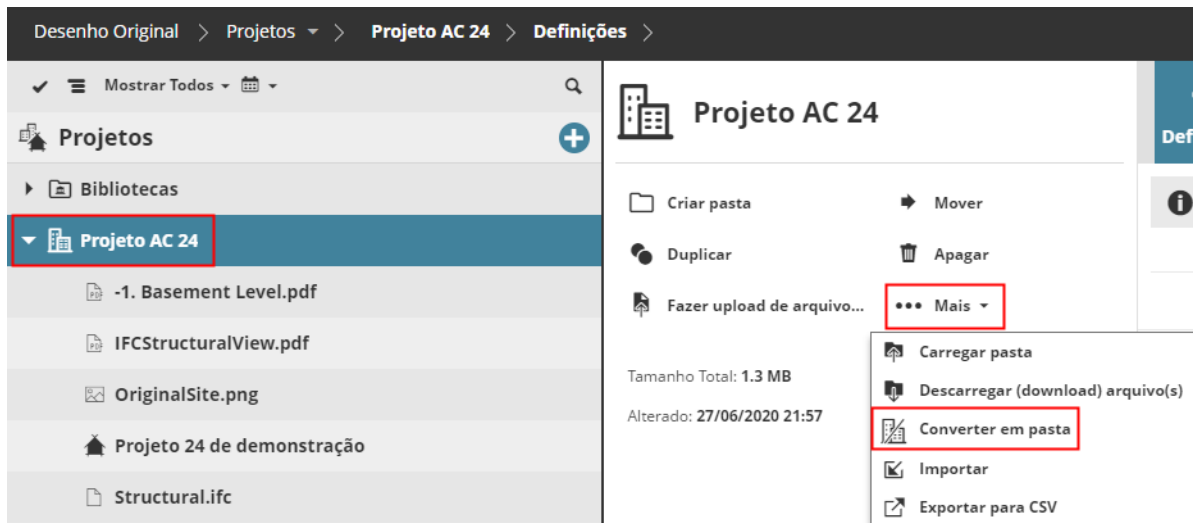 Desenho Original > Projetos > Projeto AC 24 > Definições >
Mostrar Todos
Projetos
Bibliotecas
Projeto AC 24
-1. Basement Level.pdf
IFCStructuralView.pdf
OriginalSite.png
Projeto 24 de demonstração
Structural.ifc
Projeto AC 24
Def
Criar pasta
Mover
Duplicar
Apagar
Fazer upload de arquivo...
Mais
Tamanho Total: 1.3 MB
Alterado: 27/06/2020 21:57
Carregar pasta
Descarregar (download) arquivo(s)
Converter em pasta
Importar
Exportar para CSV